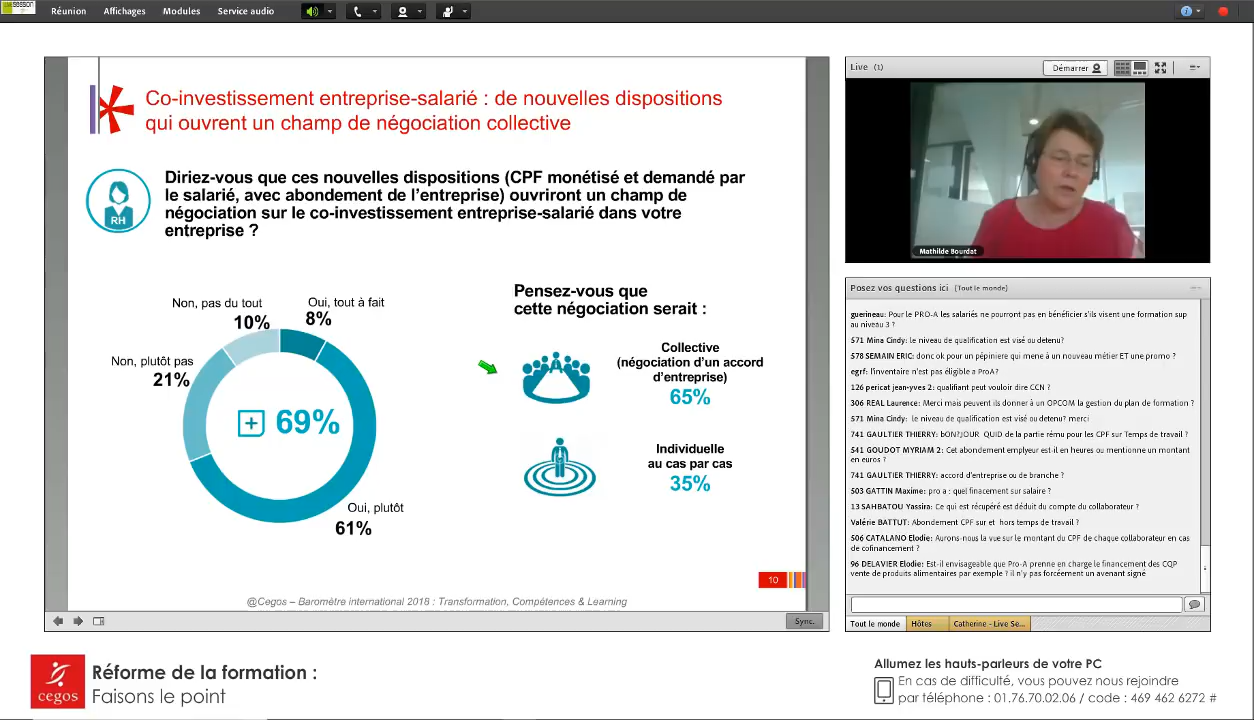 session
Réunion Affichages Modules Service audio
Co-investissement entreprise-salarié : de nouvelles dispositions
qui ouvrent un champ de négociation collective
RH
Diriez-vous que ces nouvelles dispositions (CPF monétisé et demandé par
le salarié, avec abondement de l'entreprise) ouvriront un champ de
négociation sur le co-investissement entreprise-salarié dans votre
entreprise ?
Non, pas du tout
10%
Oui, tout à fait
8%
Non, plutôt pas
21%
69%
Oui, plutôt
61%
Pensez-vous que
cette négociation serait :
Collective
(négociation d'un accord
d'entreprise)
65%
Individuelle
au cas par cas
35%
10
@Cegos – Baromètre international 2018 : Transformation, Compétences & Learning
Sync.
Live (1)
Démarrer
Mathilde Bourdat
Posez vos questions ici (Tout le monde)
guerineau: Pour le PRO-A les salariés ne pourront pas en bénéficier s'ils visent une formation sup
au niveau 3 ?
571 Mina Cindy: le niveau de qualification est visé ou detenu?
578 SEMAIN ERIC: donc ok pour un pépiniere qui mene à un nouveau métier ET une promo ?
egrf: l'inventaire n'est pas éligible a ProA?
126 pericat jean-yves 2: qualifiant peut vouloir dire CCN ?
306 REAL Laurence: Merci mais peuvent ils donner à un OPCOM la gestion du plan de formation ?
571 Mina Cindy: le niveau de qualification est visé ou detenu? merci
741 GAULTIER THIERRY: bON?JOUR QUID de la partie rému pour les CPF sur Temps de travail ?
541 GOUDOT MYRIAM 2: Cet abondement emplyeur est-il en heures ou mentionne un montant
en euros ?
741 GAULTIER THIERRY: accord d'entreprise ou de branche ?
503 GATTIN Maxime: pro a : quel finacement sur salaire ?
13 SAHBATOU Yassira: Ce qui est récupéré est déduit du compte du collaborateur ?
Valérie BATTUT: Abondement CPF sur et hors temps de travail ?
506 CATALANO Elodie: Aurons-nous la vue sur le montant du CPF de chaque collaborateur en cas
de cofinancement ?
96 DELAVIER Elodie: Est-il envisageable que Pro-A prenne en charge le financement des CQP
vente de produits alimentaires par exemple ? il n'y pas forcéement un avenant signé
Tout le monde Hôtes Catherine - Live Se...
cegos
Réforme de la formation :
Faisons le point
Allumez les hauts-parleurs de votre PC
En cas de difficulté, vous pouvez nous rejoindre
par téléphone : 01.76.70.02.06 / code : 469 462 6272 #